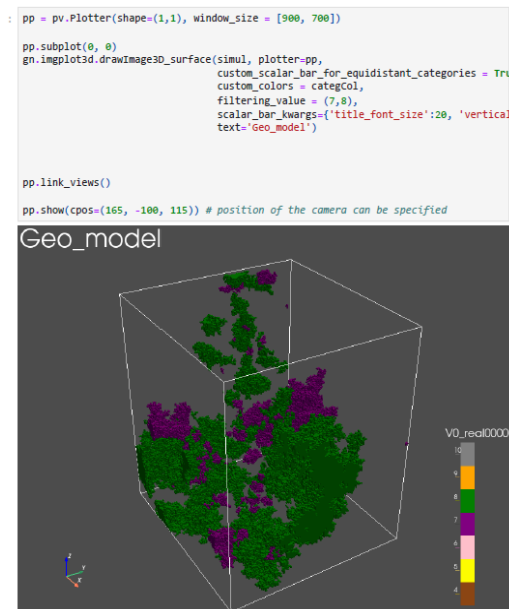 : pp = pv.Plotter(shape=(1,1), window_size = [900, 700])
pp.subplot(0, 0)
gn.imgplot3d.drawImage3D_surface(simul, plotter=pp,
custom_scalar_bar_for_equidistant_categories = Tru
custom_colors = categCol,
filtering_value = (7,8),
scalar_bar_kwargs={'title_font_size':20, 'vertical
text='Geo_model')
pp.link_views()
pp.show(cpos=(165, -100, 115)) # position of the camera can be specified
Geo_model
V0_real0000
10
9
8
7
6
5
4
Z
Y
X